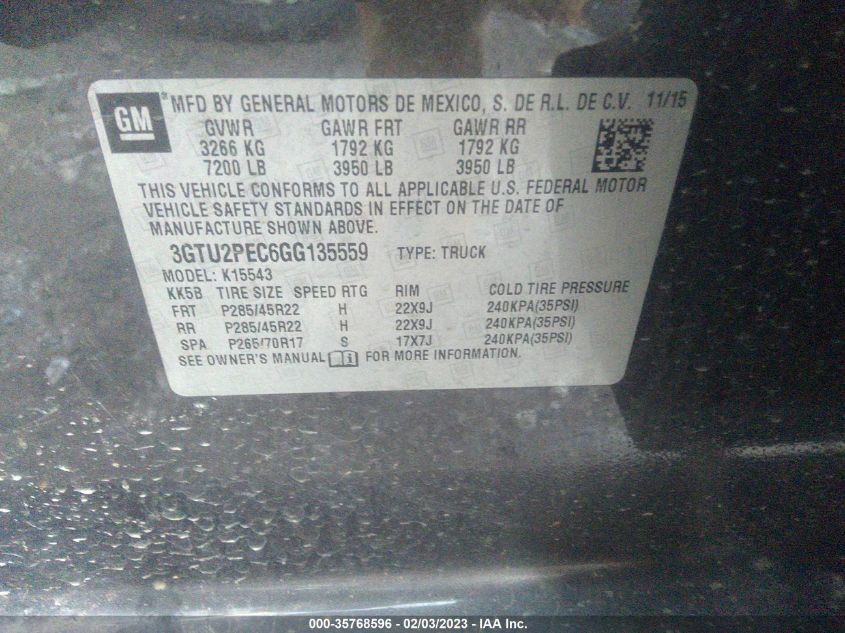 GM ® MFD BY GENERAL MOTORS DE MEXICO, S. DE R.L. DE C.V. 11/15
GVWR GAWR FRT GAWR RR
3266 KG 1792 KG 1792 KG
7200 LB 3950 LB 3950 LB
THIS VEHICLE CONFORMS TO ALL APPLICABLE U.S. FEDERAL MOTOR
VEHICLE SAFETY STANDARDS IN EFFECT ON THE DATE OF
MANUFACTURE SHOWN ABOVE.
3GTU2PEC6GG135559 TYPE: TRUCK
MODEL: K15543
KK5B TIRE SIZE SPEED RTG RIM COLD TIRE PRESSURE
FRT P285/45R22 H 22X9J 240KPA(35PSI)
RR P285/45R22 H 22X9J 240KPA(35PSI)
SPA P265/70R17 S 17X7J 240KPA(35PSI)
SEE OWNER'S MANUAL FOR MORE INFORMATION.
000-35768596 - 02/03/2023 - IAA Inc.